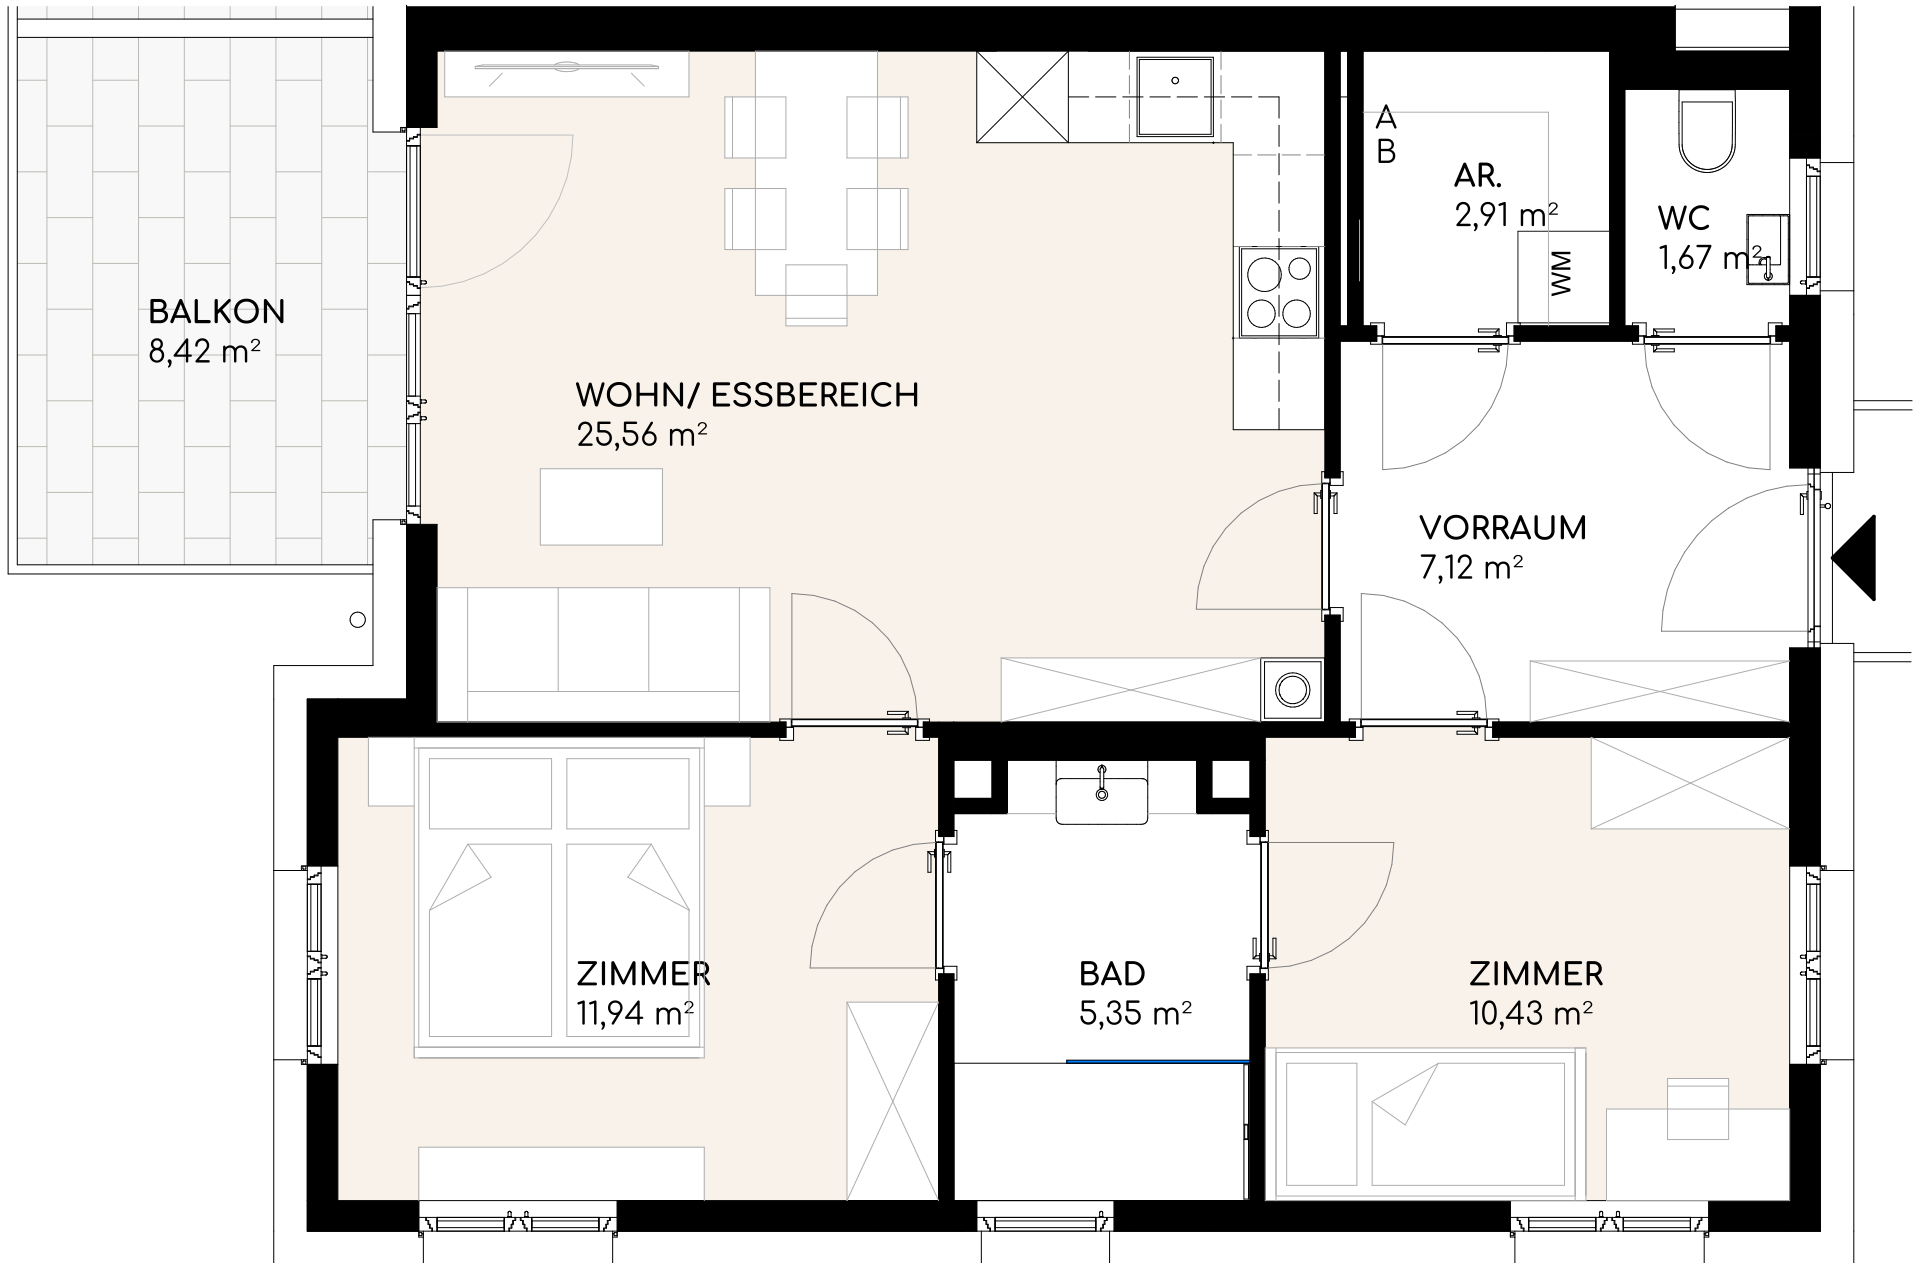 A
B
AR.
2,91 m²
WM
WC
1,67 m²
BALKON
8,42 m²
WOHN/ ESSBEREICH
25,56 m²
VORRAUM
7,12 m²
ZIMMER
11,94 m²
BAD
5,35 m²
ZIMMER
10,43 m²